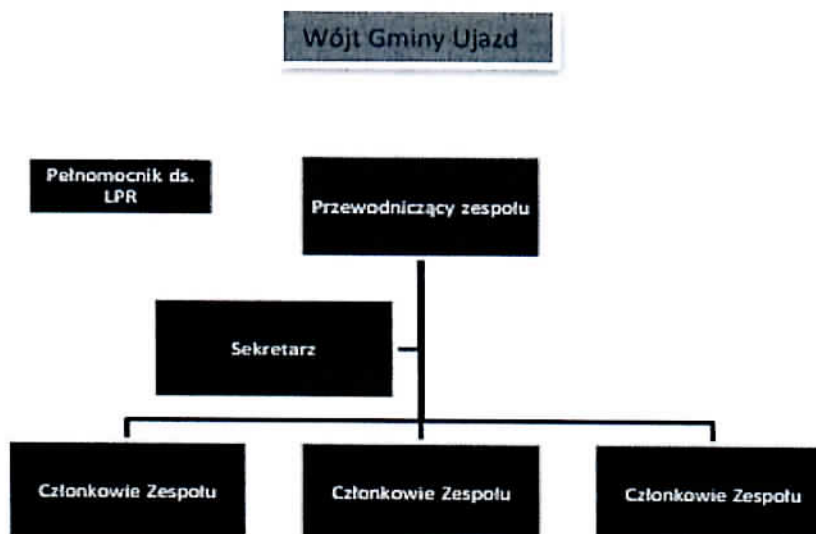 Wójt Gminy Ujazd
Pełnomocnik ds.
LPR
Przewodniczący zespołu
Sekretarz
Członkowie Zespołu
Członkowie Zespołu
Członkowie Zespołu